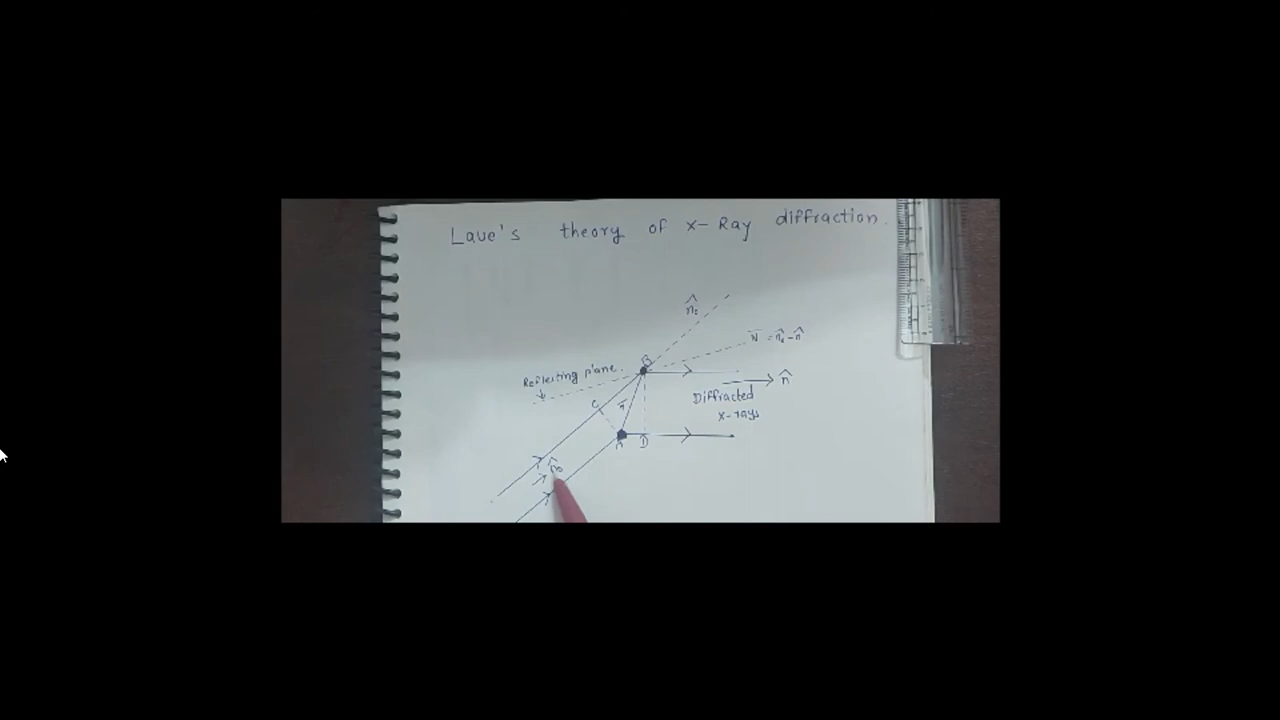 Laue's theory of x-Ray diffraction.
n̂₀
N̄ = n̂₀-n̂
B
Reflecting plane
n̂
C
r̄
Diffracted
x-rays
A D
n̂₀